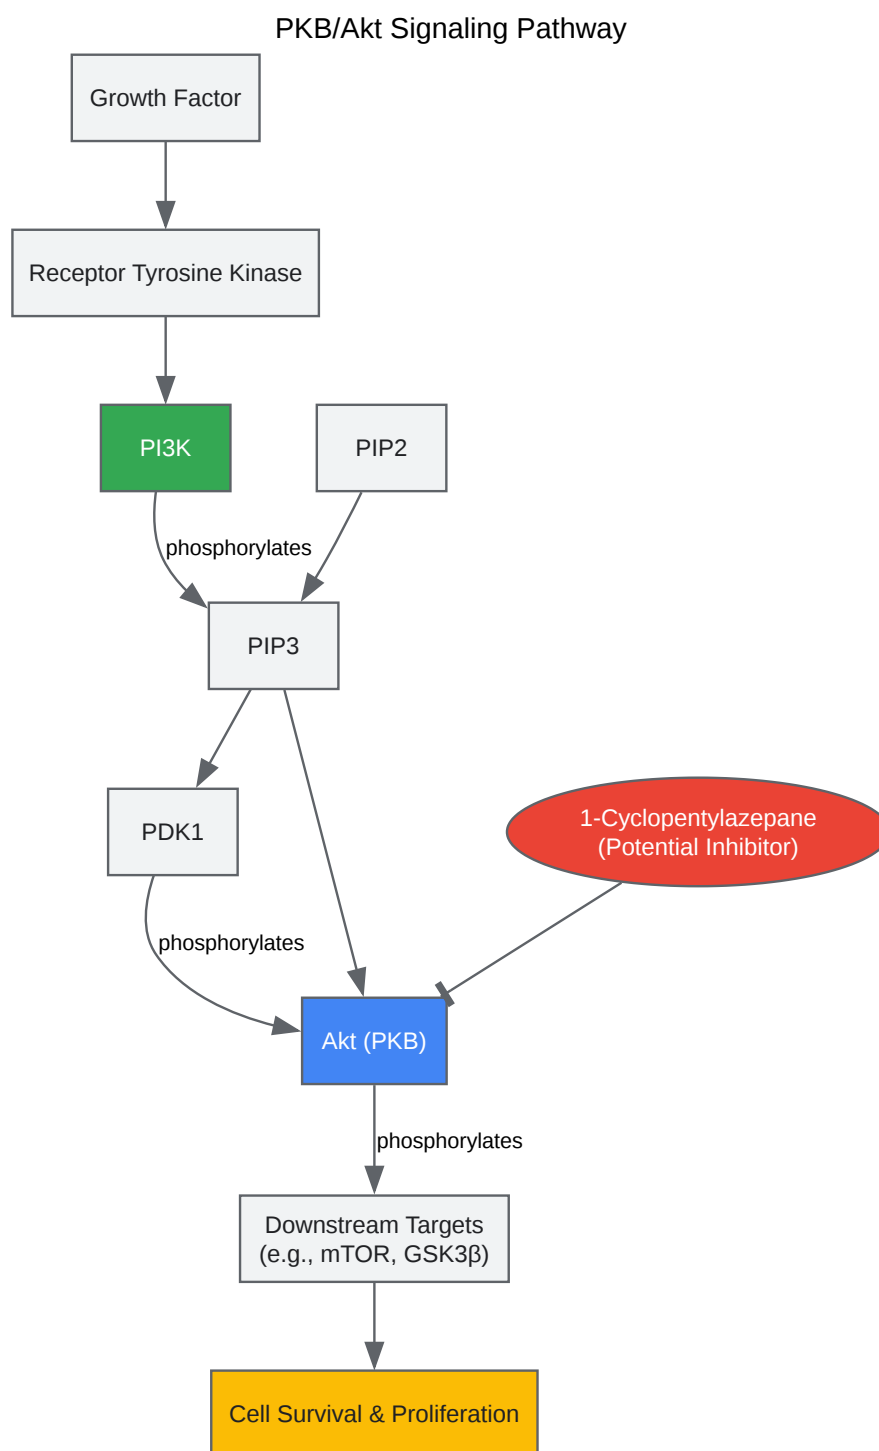 PKB/Akt Signaling Pathway
Growth Factor
Receptor Tyrosine Kinase
PI3K
PIP2
phosphorylates
PIP3
PDK1
1-Cyclopentylazepane
(Potential Inhibitor)
phosphorylates
Akt (PKB)
phosphorylates
Downstream Targets
(e.g., mTOR, GSK3β)
Cell Survival & Proliferation